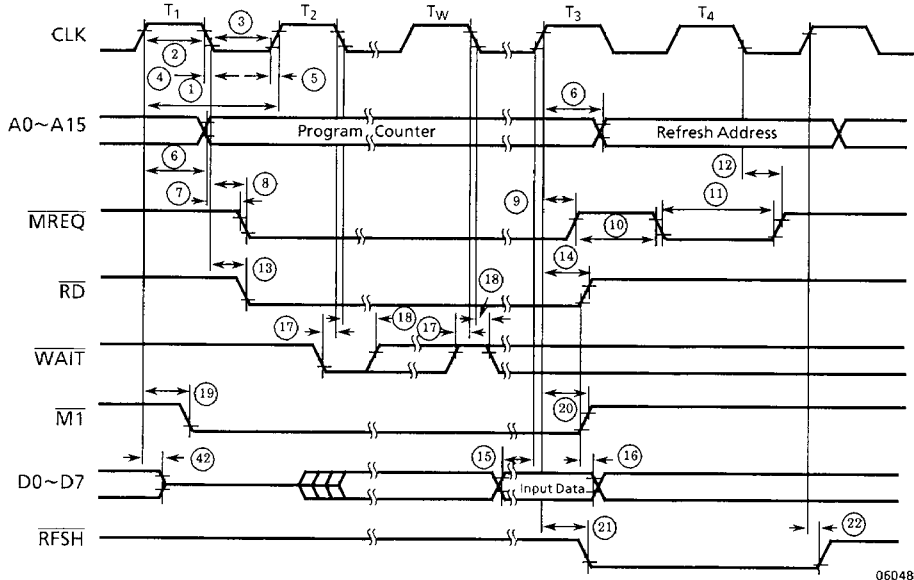 T1 T2 TW T3 T4
CLK
3
2
4 1 5
A0~A15 Program Counter 6 Refresh Address
6
7 8
12
11
9
10
MREQ
14
13
RD
18
17 18 17
WAIT
19
20
M1
42 15 16
D0~D7 Input Data
21 22
RFSH
06048